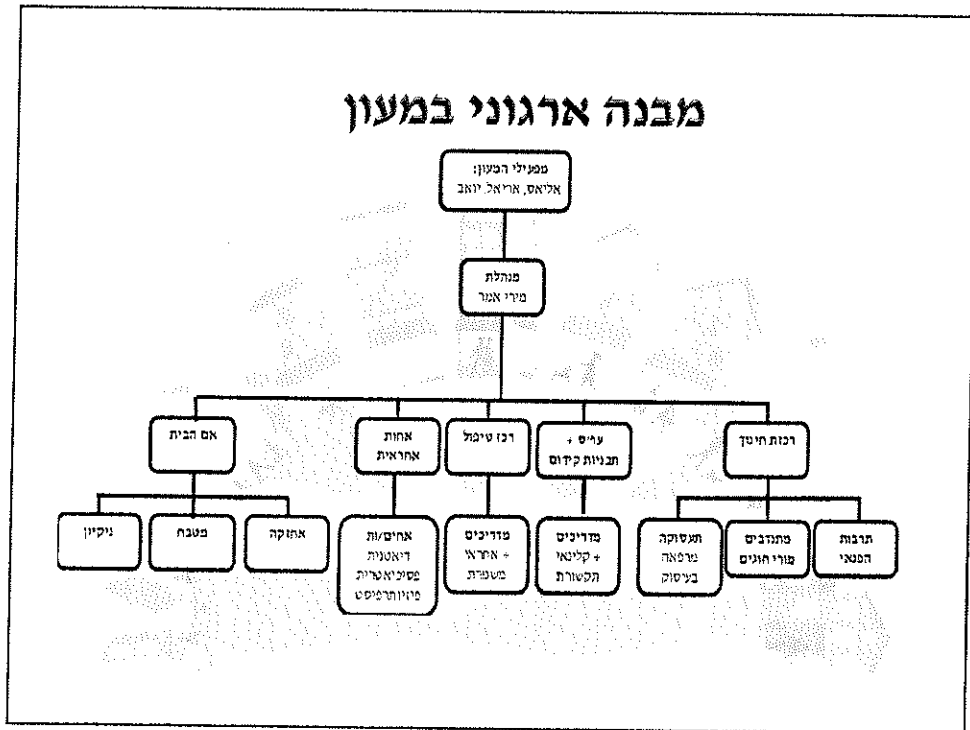 מבנה ארגוני במעון
מפעילי המעון:
אליאס, אריאל, יואב
מנהלת
מירי אמר
רכזת חינוך
עו״ס +
תבניות קידום
רכז טיפול
אחות
אחראית
אם הבית
תרבות
הפנאי
מתנדבים
מורי חוגים
תעסוקה
מרפאה
בעיסוק
מדריכים
+ קלינאי
תקשורת
מדריכים
+ אחראי
משמרת
אחים/ות
דיאטנית
פסיכיאטרית
פיזיותרפיסט
אחזקה
מטבח
ניקיון